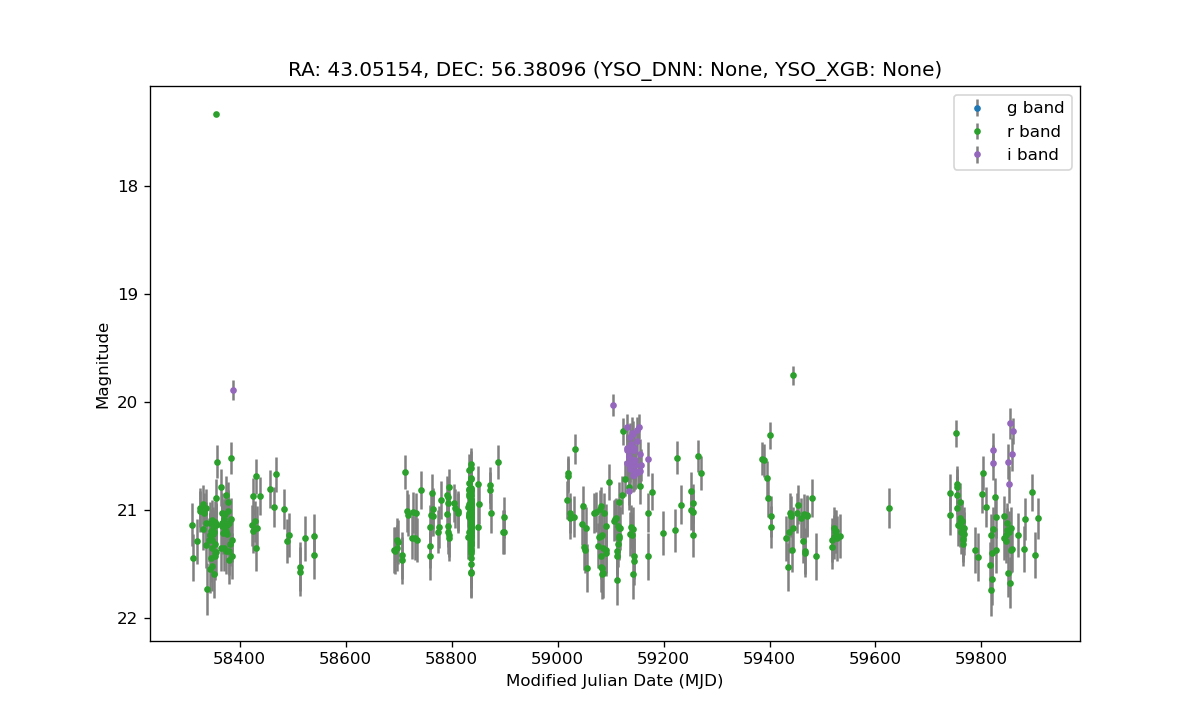 RA: 43.05154, DEC: 56.38096 (YSO_DNN: None, YSO_XGB: None)
g band
r band
i band
18
19
20
21
22
Magnitude
58400 58600 58800 59000 59200 59400 59600 59800
Modified Julian Date (MJD)